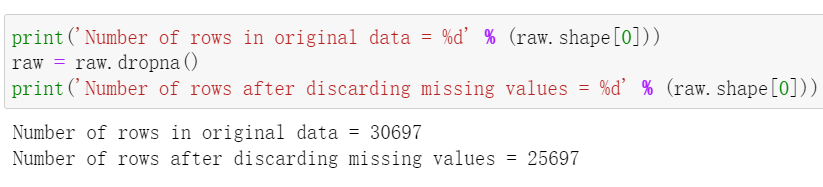 print('Number of rows in original data = %d' % (raw.shape[0]))
raw = raw.dropna()
print('Number of rows after discarding missing values = %d' % (raw.shape[0]))
Number of rows in original data = 30697
Number of rows after discarding missing values = 25697